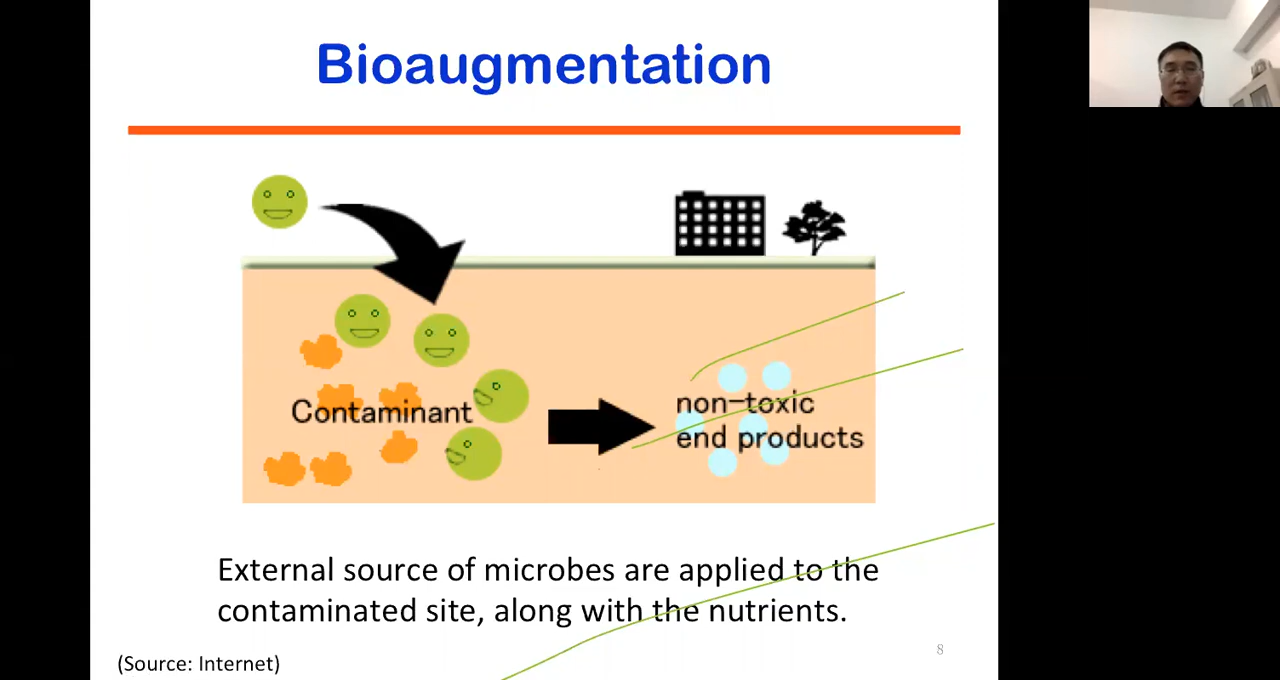 Bioaugmentation
Contaminant
non-toxic
end products
External source of microbes are applied to the
contaminated site, along with the nutrients.
8
(Source: Internet)